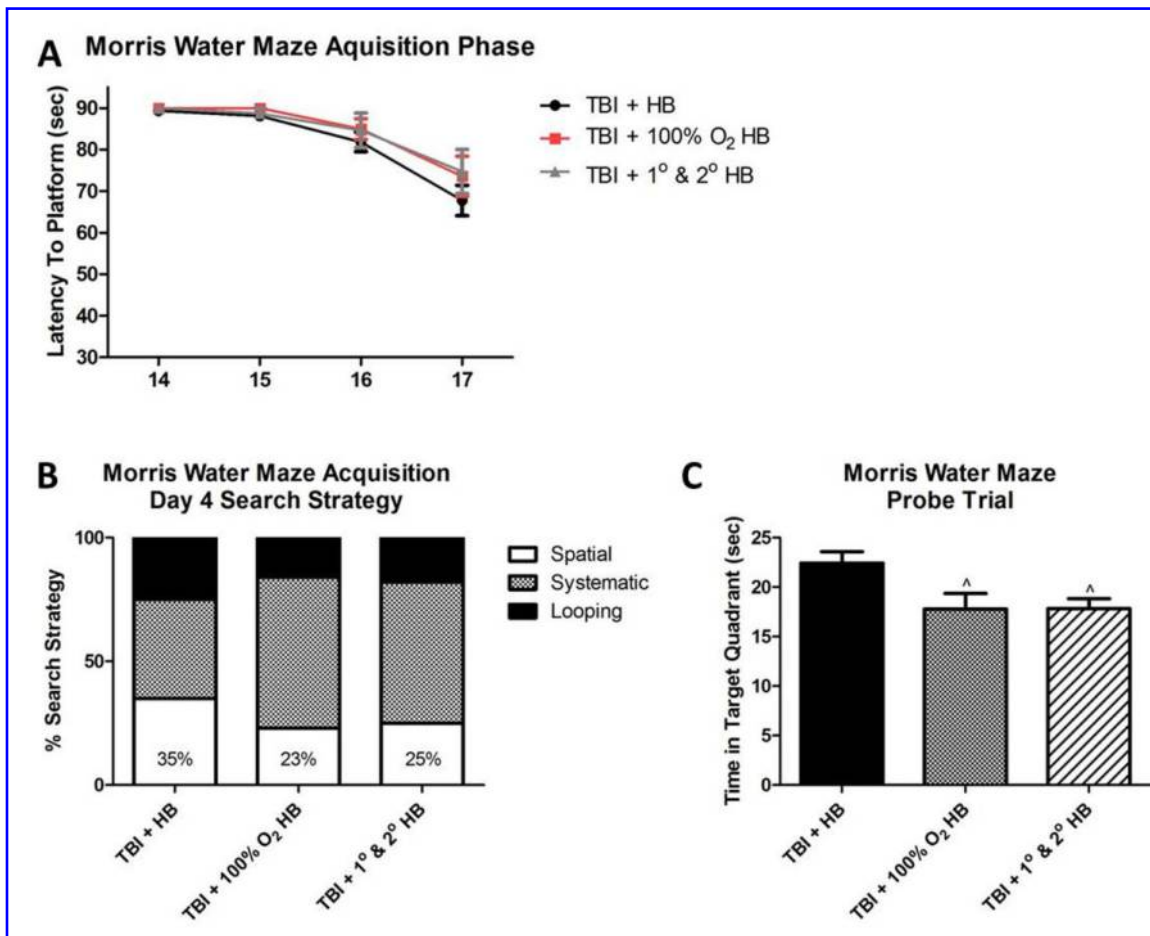 A Morris Water Maze Aquisition Phase
Latency To Platform (sec)
90
80
70
60
50
40
30
14 15 16 17
TBI + HB
TBI + 100% O₂ HB
TBI + 1° & 2° HB
B Morris Water Maze Acquisition
Day 4 Search Strategy
% Search Strategy
100
50
0
35% 23% 25%
TBI + HB
TBI + 100% O₂ HB
TBI + 1° & 2° HB
Spatial
Systematic
Looping
C Morris Water Maze
Probe Trial
Time in Target Quadrant (sec)
25
20
15
10
5
0
^ ^
TBI + HB
TBI + 100% O₂ HB
TBI + 1° & 2° HB